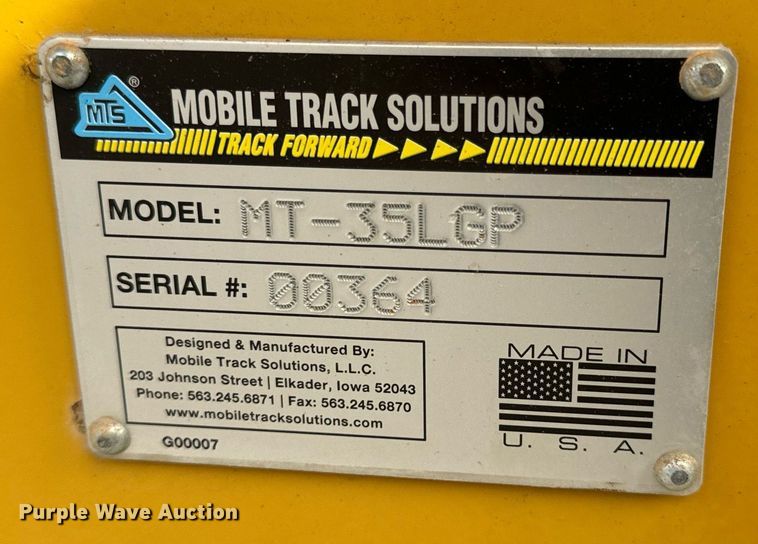 MTS ®
MOBILE TRACK SOLUTIONS
TRACK FORWARD
MODEL: MT-35LGP
SERIAL #: 00364
Designed & Manufactured By:
Mobile Track Solutions, L.L.C.
203 Johnson Street | Elkader, Iowa 52043
Phone: 563.245.6871 | Fax: 563.245.6870
www.mobiletracksolutions.com
G00007
MADE IN
U. S. A.
Purple Wave Auction